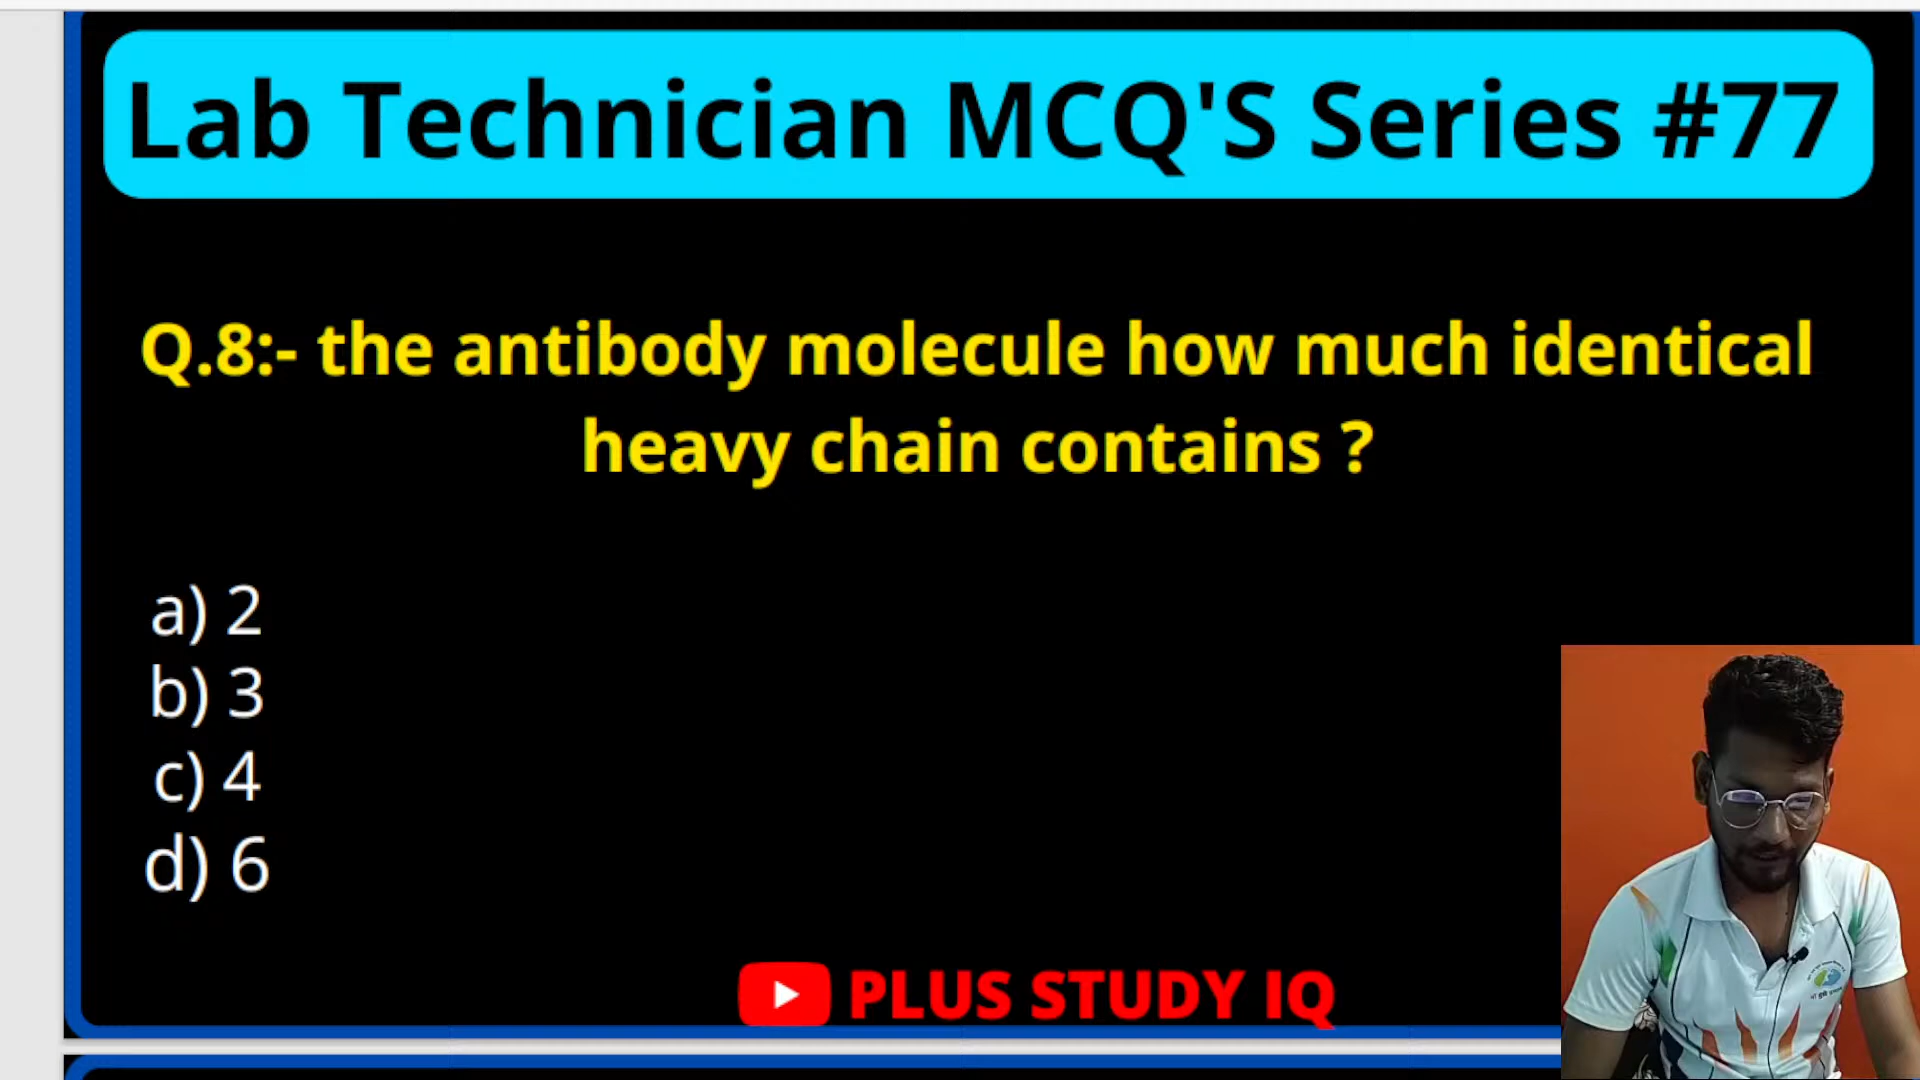 Lab Technician MCQ'S Series #77
Q.8:- the antibody molecule how much identical
heavy chain contains ?
a) 2
b) 3
c) 4
d) 6
PLUS STUDY IQ